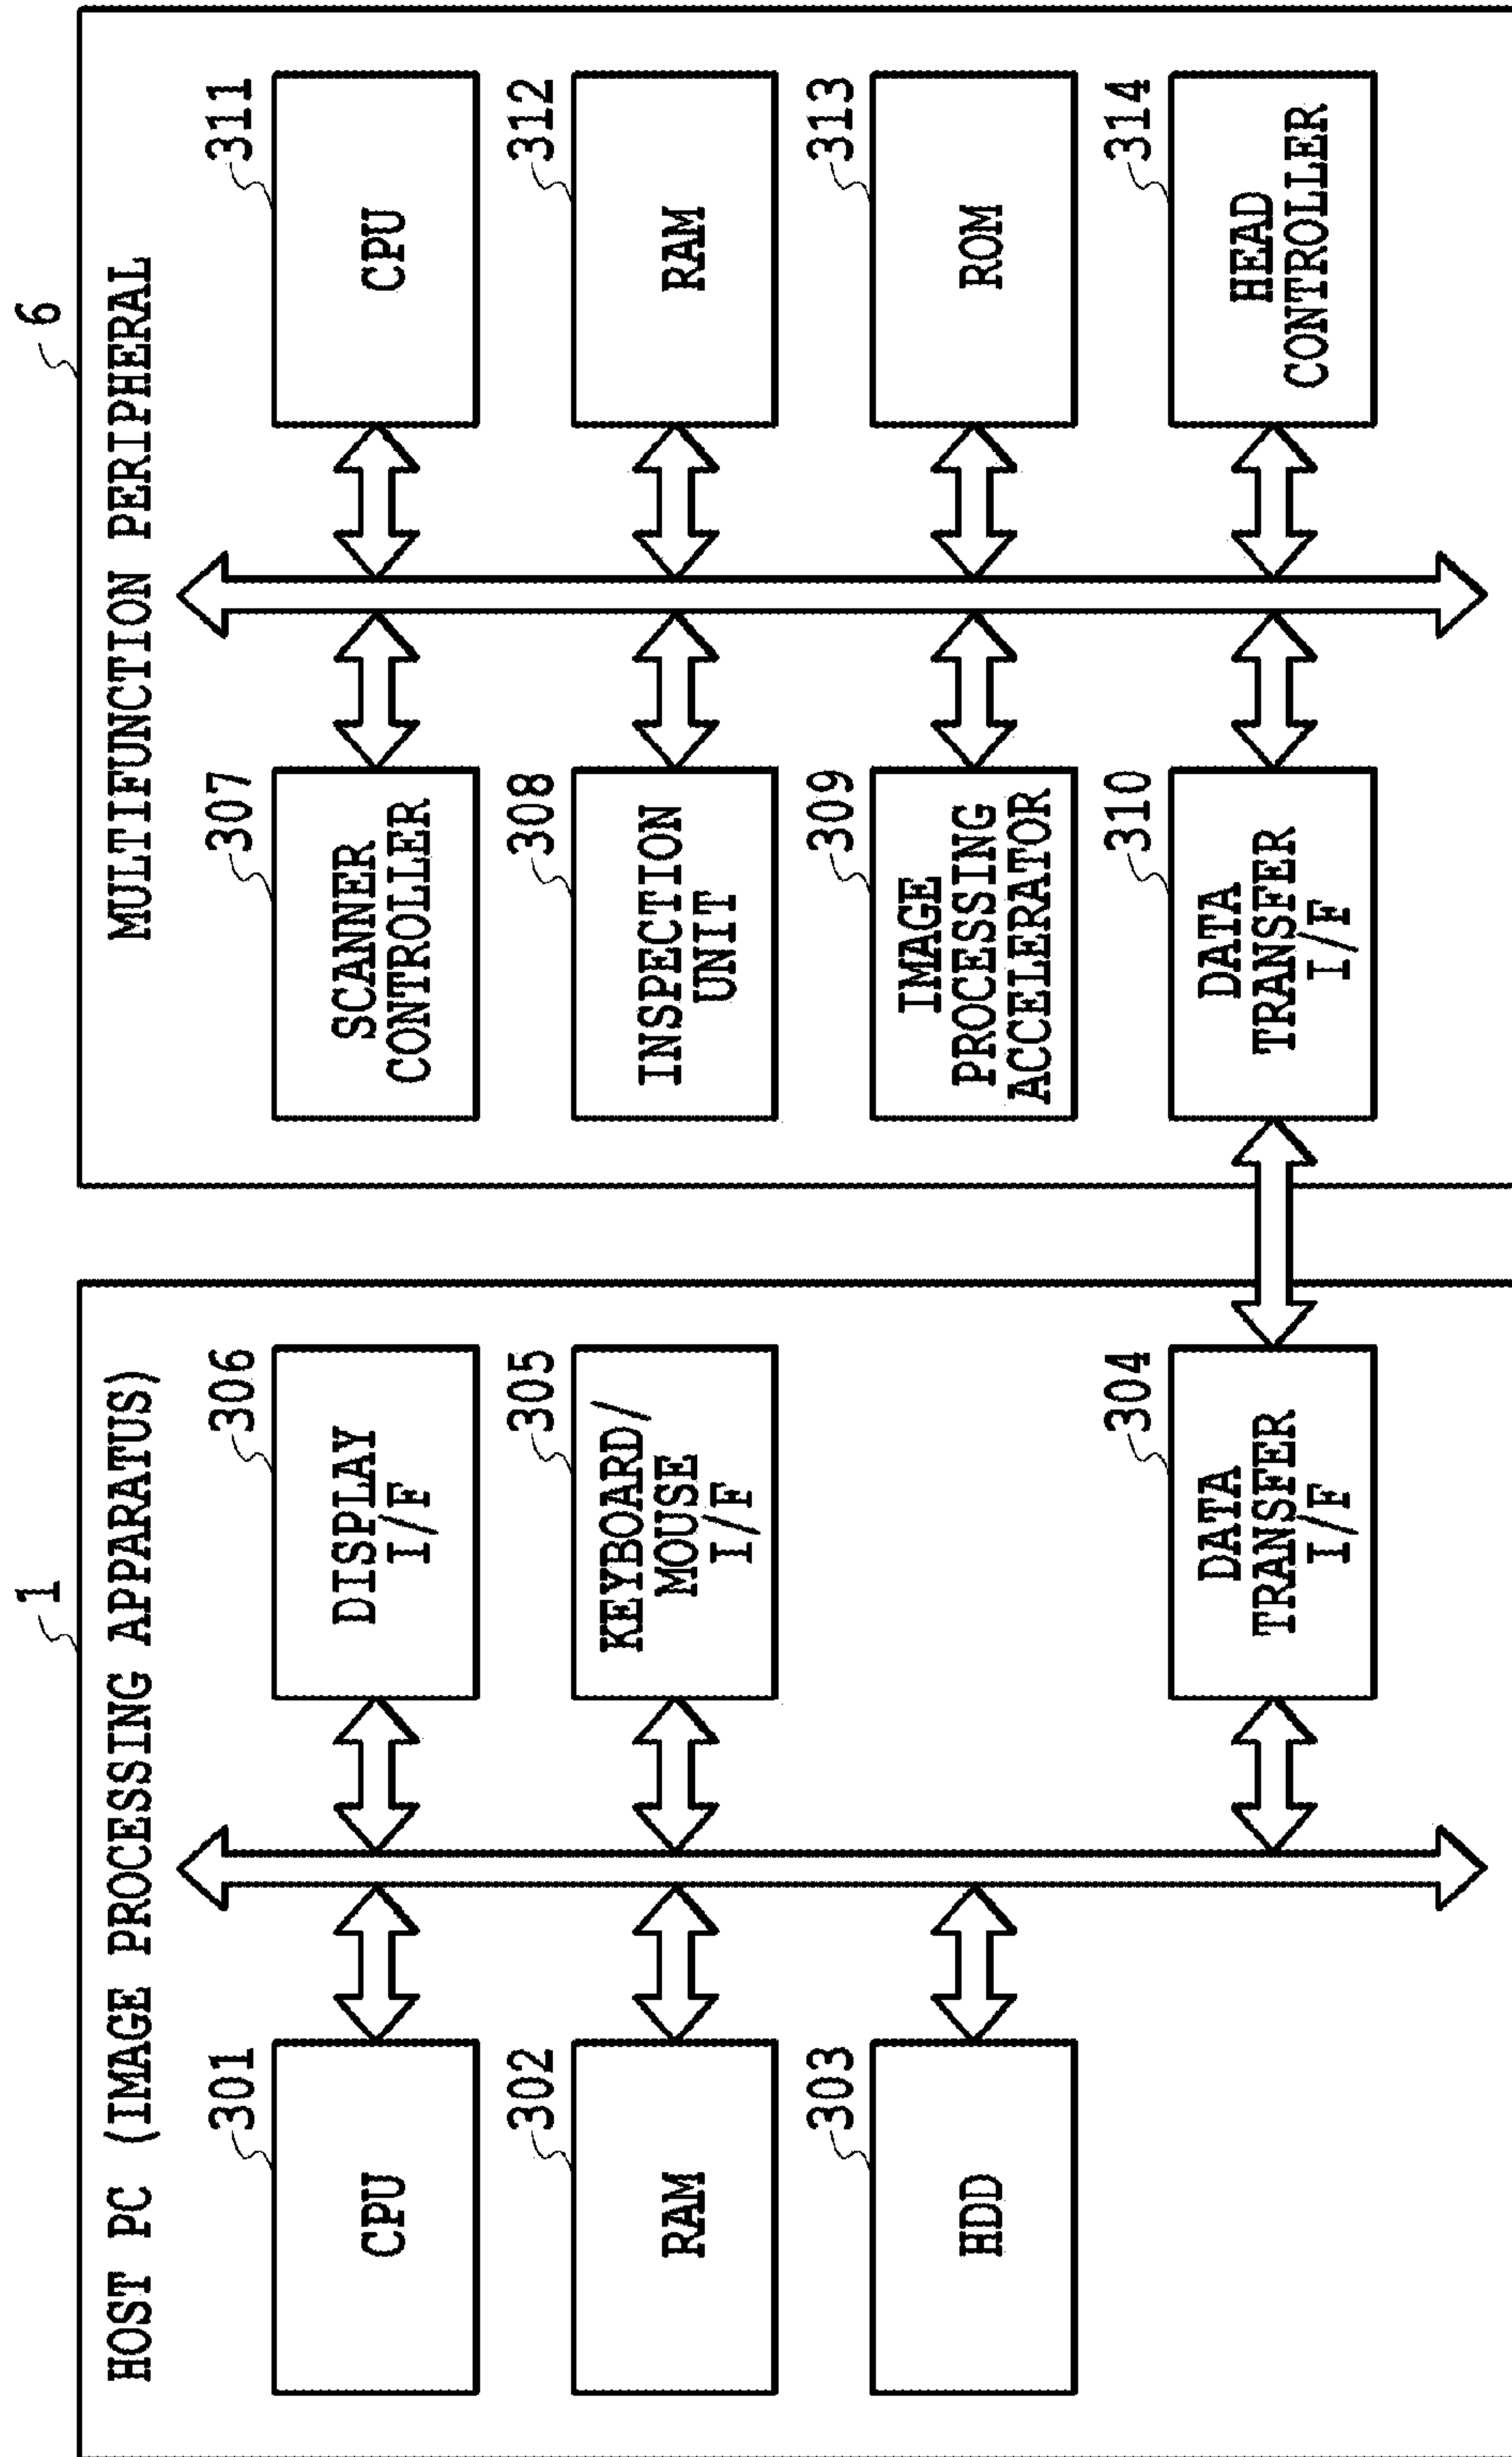 1
HOST PC (IMAGE PROCESSING APPARATUS)
301
CPU
302
RAM
303
HDD
306
DISPLAY
I/F
305
KEYBOARD/
MOUSE
I/F
304
DATA
TRANSFER
I/F
6
MULTIFUNCTION PERIPHERAL
307
SCANNER
CONTROLLER
308
INSPECTION
UNIT
309
IMAGE
PROCESSING
ACCELERATOR
310
DATA
TRANSFER
I/F
311
CPU
312
RAM
313
ROM
314
HEAD
CONTROLLER